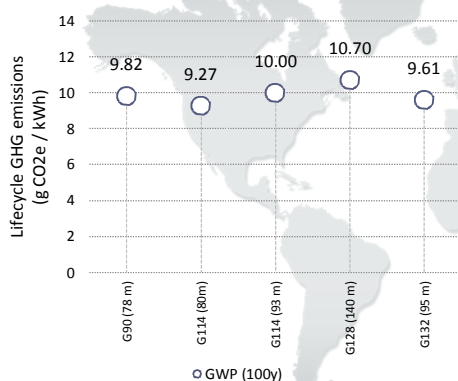 Lifecycle GHG emissions
(g CO2e / kWh)
14
12
10
8
6
4
2
0
9.82
9.27
10.00
10.70
9.61
G90 (78 m)
G114 (80m)
G114 (93 m)
G128 (140 m)
G132 (95 m)
GWP (100y)